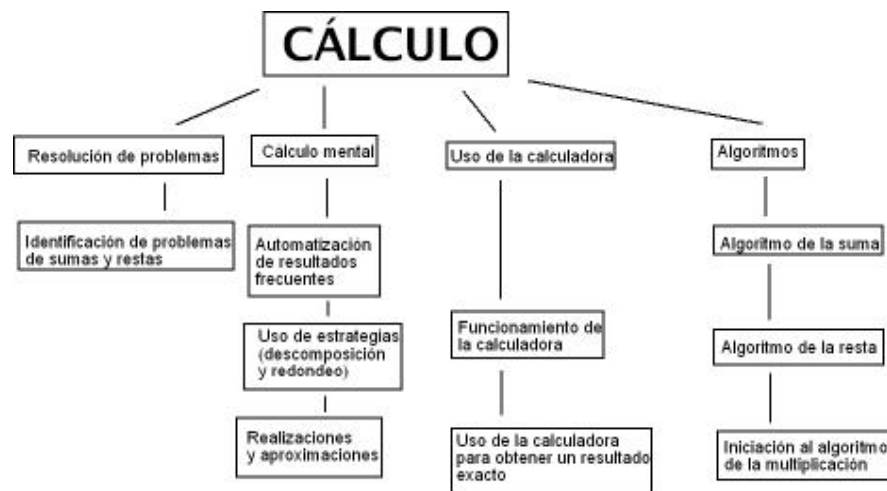 CÁLCULO
Resolución de problemas
Cálculo mental
Uso de la calculadora
Algoritmos
Identificación de problemas
de sumas y restas
Automatización
de resultados
frecuentes
Algoritmo de la suma
Uso de estrategias
(descomposición
y redondeo)
Funcionamiento de
la calculadora
Algoritmo de la resta
Realizaciones
y aproximaciones
Uso de la calculadora
para obtener un resultado
exacto
Iniciación al algoritmo
de la multiplicación